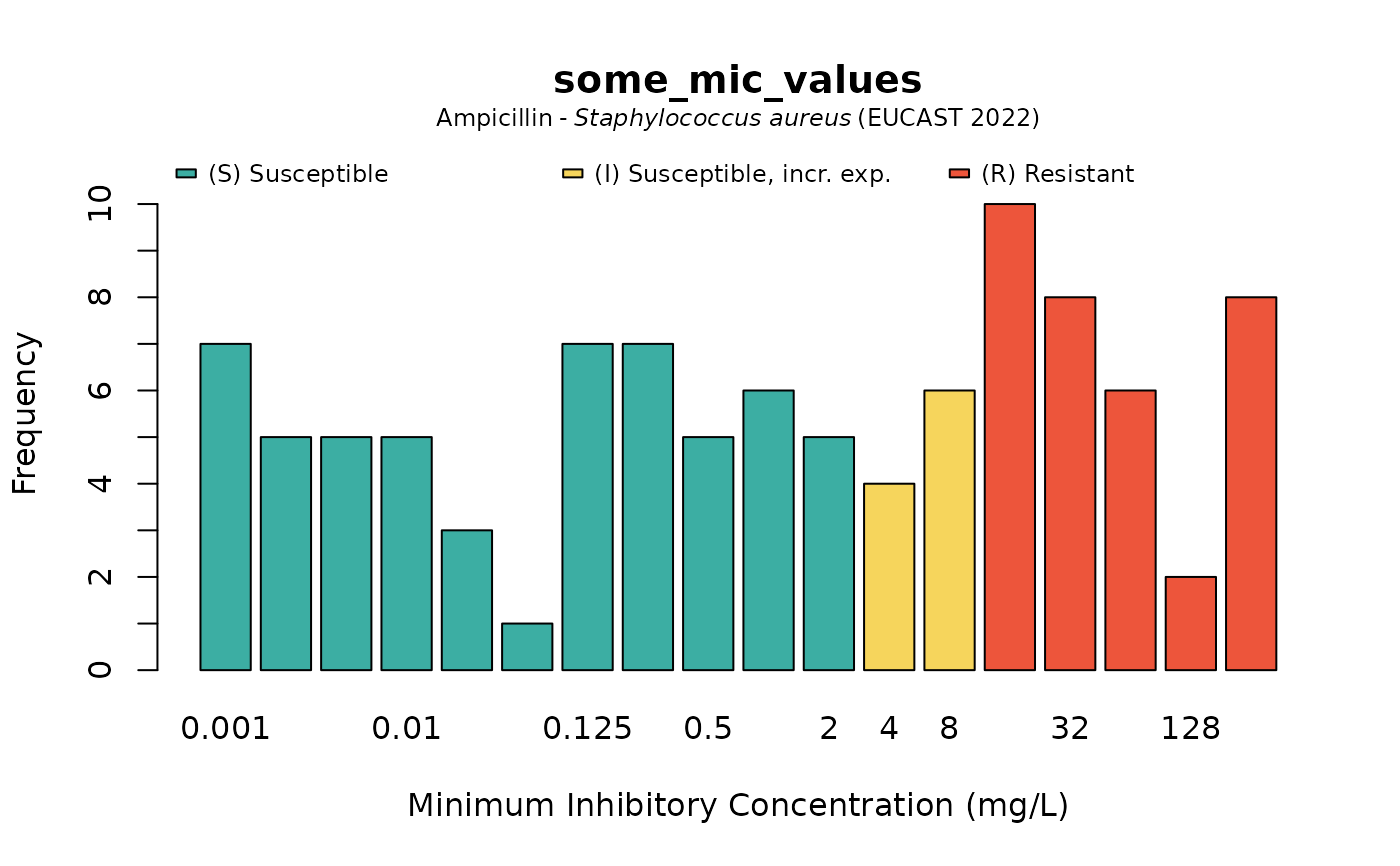 some_mic_values
Ampicillin - Staphylococcus aureus (EUCAST 2022)
(S) Susceptible
(I) Susceptible, incr. exp.
(R) Resistant
10
8
6
4
2
0
Frequency
0.001 0.01 0.125 0.5 2 4 8 32 128
Minimum Inhibitory Concentration (mg/L)